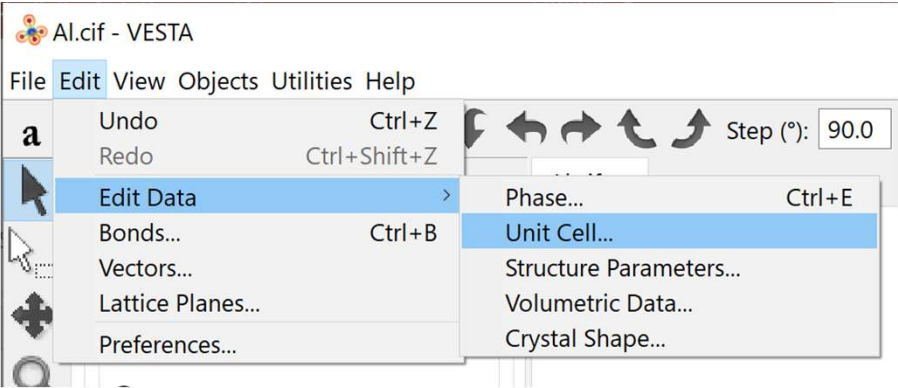 Al.cif - VESTA
File Edit View Objects Utilities Help
a
Step (°): 90.0
Undo Ctrl+Z
Redo Ctrl+Shift+Z
Edit Data >
Bonds... Ctrl+B
Vectors...
Lattice Planes...
Preferences...
Phase... Ctrl+E
Unit Cell...
Structure Parameters...
Volumetric Data...
Crystal Shape...